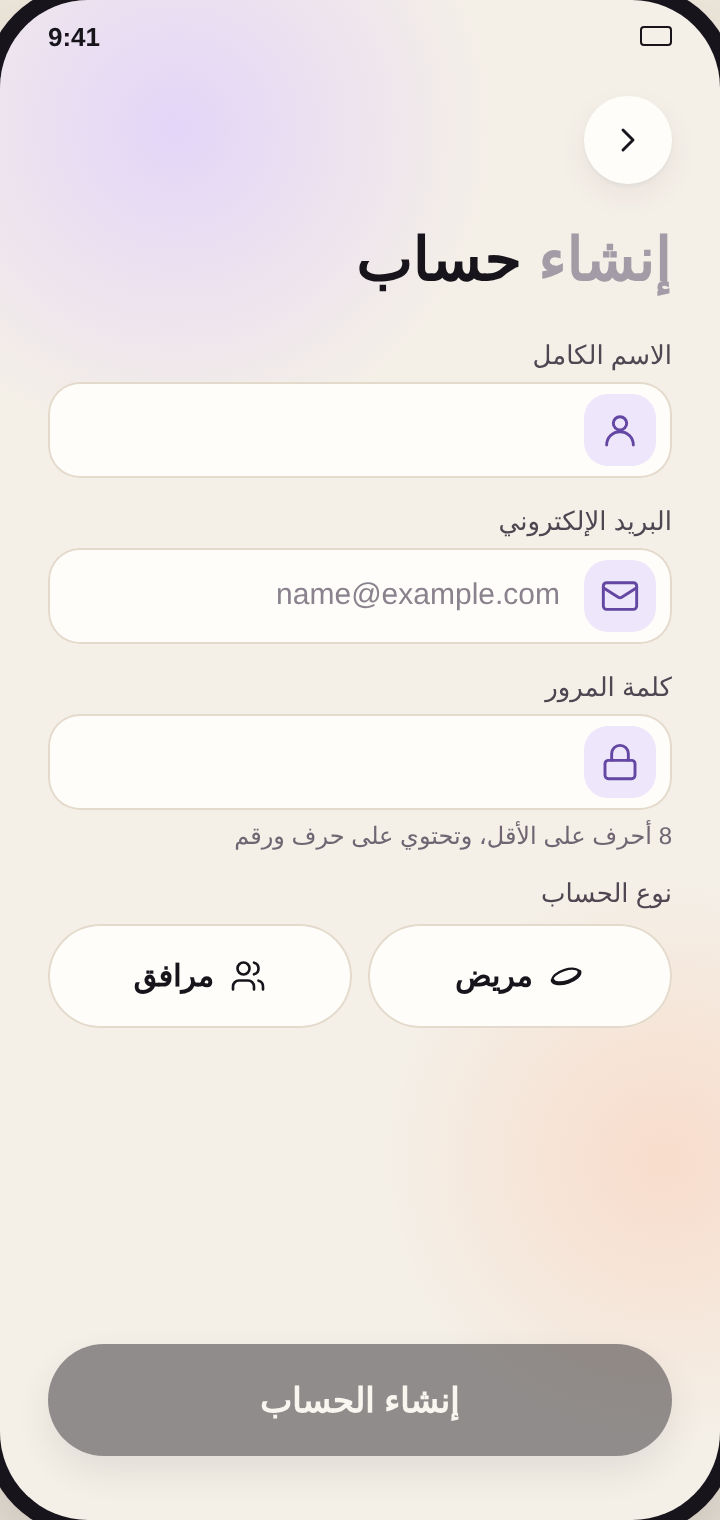 9:41
إنشاء حساب
الاسم الكامل
البريد الإلكتروني
name@example.com
كلمة المرور
8 أحرف على الأقل، وتحتوي على حرف ورقم
نوع الحساب
مريض
مرافق
إنشاء الحساب